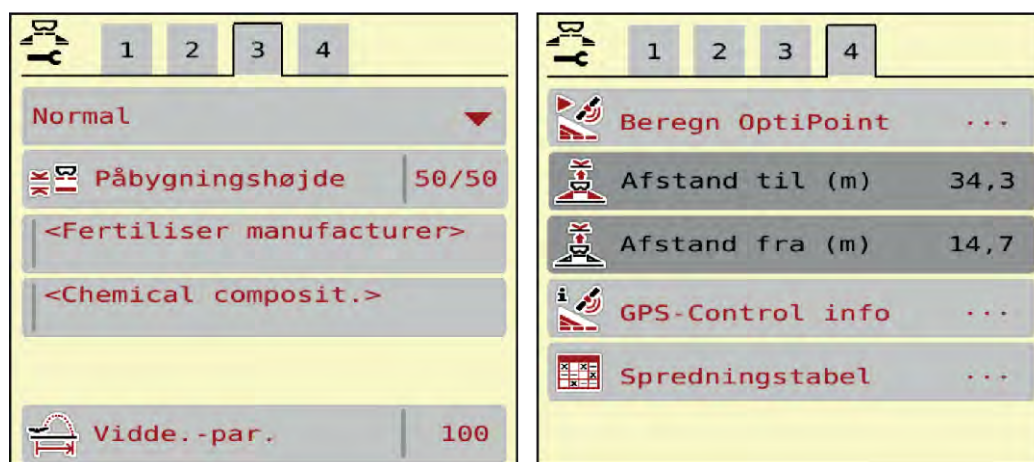 1 2 3 4
Normal
Påbygningshøjde 50/50
<Fertiliser manufacturer>
<Chemical composit.>
Vidde.-par. 100
1 2 3 4
Beregn OptiPoint ...
Afstand til (m) 34,3
Afstand fra (m) 14,7
i
GPS-Control info ...
Spredningstabel ...